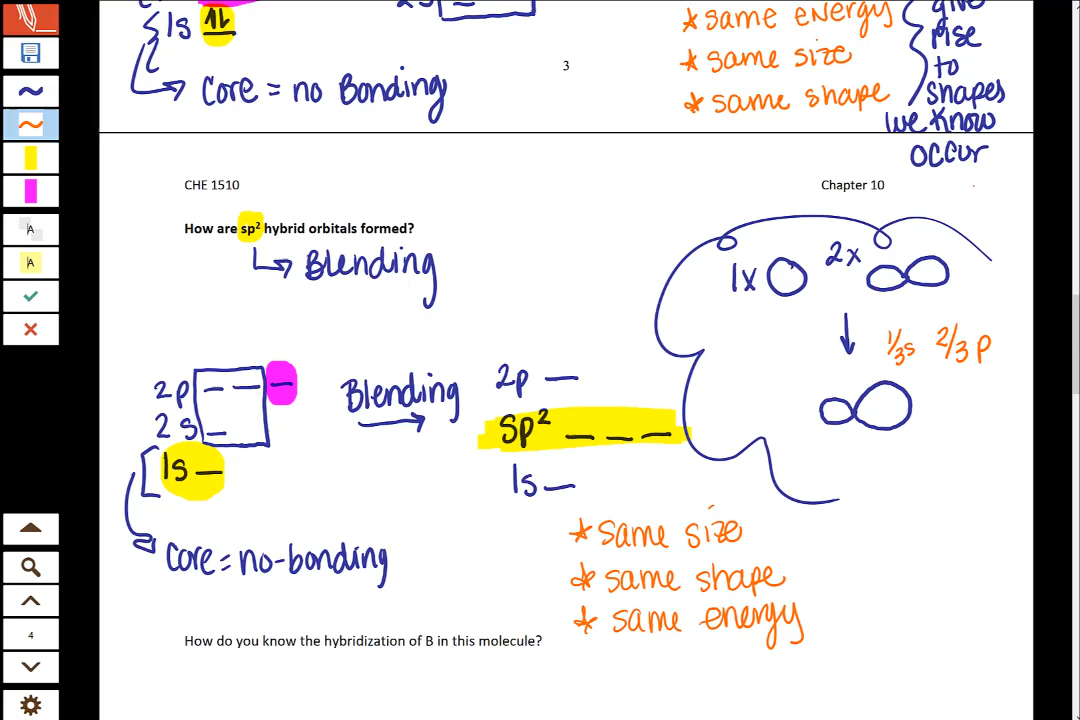 give
1s 1L
* same energy
rise
* same size
to
3
Core = no Bonding
* same shape
shapes
we know
occur
CHE 1510
Chapter 10
How are sp² hybrid orbitals formed?
Blending
1x
2x
1/3s 2/3 p
2p
2s
1s
Blending
2p
Sp²
1s
* same size
Core = no-bonding
* same shape
* same energy
How do you know the hybridization of B in this molecule?
A
A
4